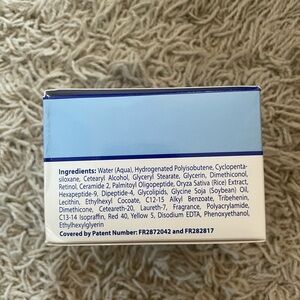 Ingredients: Water (Aqua), Hydrogenated Polyisobutene, Cyclopenta-
siloxane, Cetearyl Alcohol, Glyceryl Stearate, Glycerin, Dimethiconol,
Retinol, Ceramide 2, Palmitoyl Oligopeptide, Oryza Sativa (Rice) Extract,
Hexapeptide-9, Dipeptide-4, Glycolipids, Glycine Soja (Soybean) Oil,
Lecithin, Ethylhexyl Cocoate, C12-15 Alkyl Benzoate, Tribehenin,
Dimethicone, Ceteareth-20, Laureth-7, Fragrance, Polyacrylamide,
C13-14 Isopraffin, Red 40, Yellow 5, Disodium EDTA, Phenoxyethanol,
Ethylhexylglycerin
Covered by Patent Number: FR2872042 and FR282817